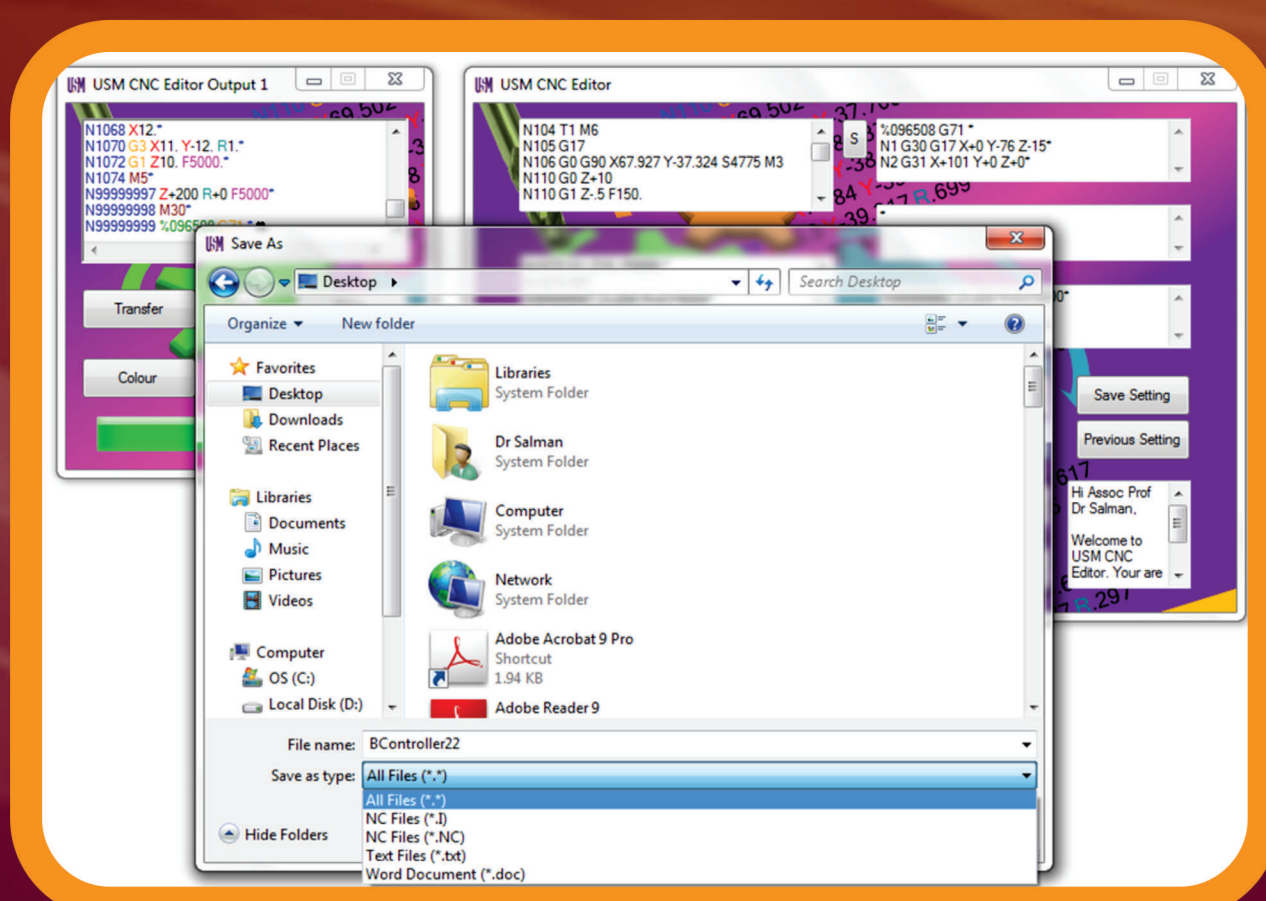 USM CNC Editor Output 1
N1068 X12.*
N1070 G3 X11. Y-12. R1.*
N1072 G1 Z10. F5000.*
N1074 M5*
N99999997 Z+200 R+0 F5000*
N99999998 M30*
N99999999 %096508 G71 *
Transfer
Colour
USM CNC Editor
N104 T1 M6
N105 G17
N106 G0 G90 X67.927 Y-37.324 S4775 M3
N110 G0 Z+10
N110 G1 Z-.5 F150.
S
%096508 G71 *
N1 G30 G17 X+0 Y-76 Z-15*
N2 G31 X+101 Y+0 Z+0*
*
Save Setting
Previous Setting
Hi Assoc Prof
Dr Salman,
Welcome to
USM CNC
Editor. Your are
R.699
R.297
Save As
Desktop
Search Desktop
Organize
New folder
Favorites
Desktop
Downloads
Recent Places
Libraries
Documents
Music
Pictures
Videos
Computer
OS (C:)
Local Disk (D:)
Libraries
System Folder
Dr Salman
System Folder
Computer
System Folder
Network
System Folder
Adobe Acrobat 9 Pro
Shortcut
1.94 KB
Adobe Reader 9
File name: BController22
Save as type: All Files (*.*)
All Files (*.*)
NC Files (*.I)
NC Files (*.NC)
Text Files (*.txt)
Word Document (*.doc)
Hide Folders